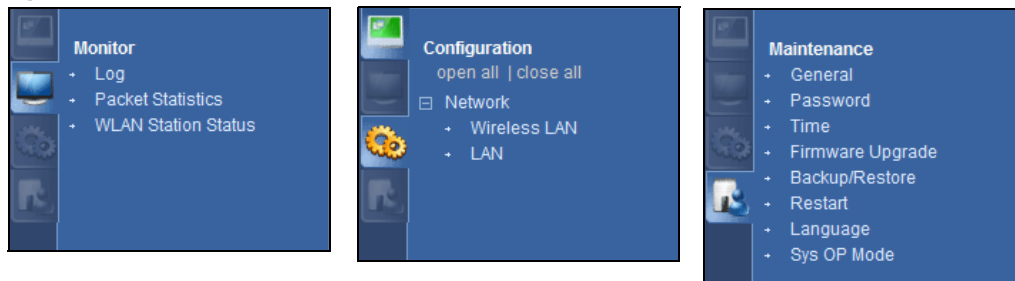 Monitor
Log
Packet Statistics
WLAN Station Status
Configuration
open all | close all
Network
Wireless LAN
LAN
Maintenance
General
Password
Time
Firmware Upgrade
Backup/Restore
Restart
Language
Sys OP Mode